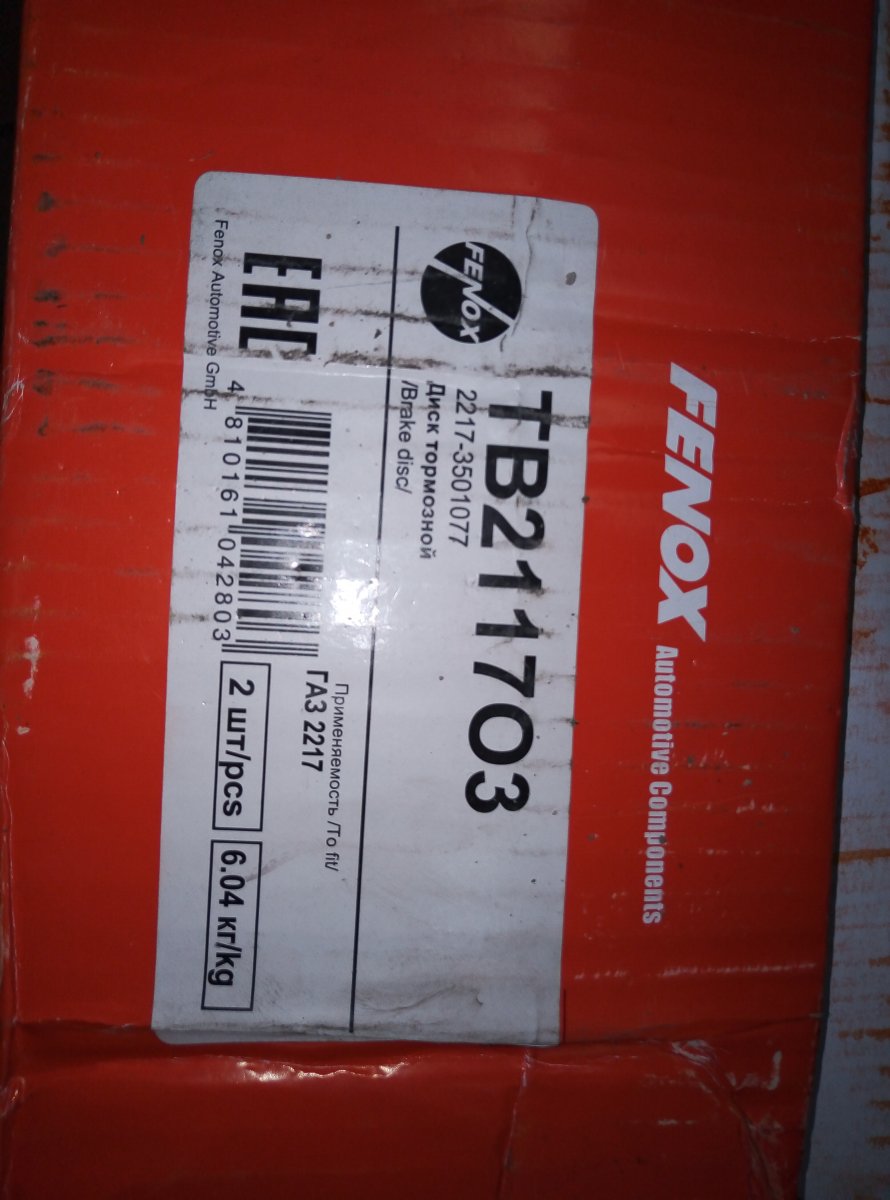 FENOX Automotive Components
FENOX
TB2117O3
2217-3501077
Диск тормозной
/Brake disc/
EAC
Применяемость /To fit/
ГАЗ 2217
4 810161 042803
2 шт/pcs
6.04 кг/kg
Fenox Automotive GmbH